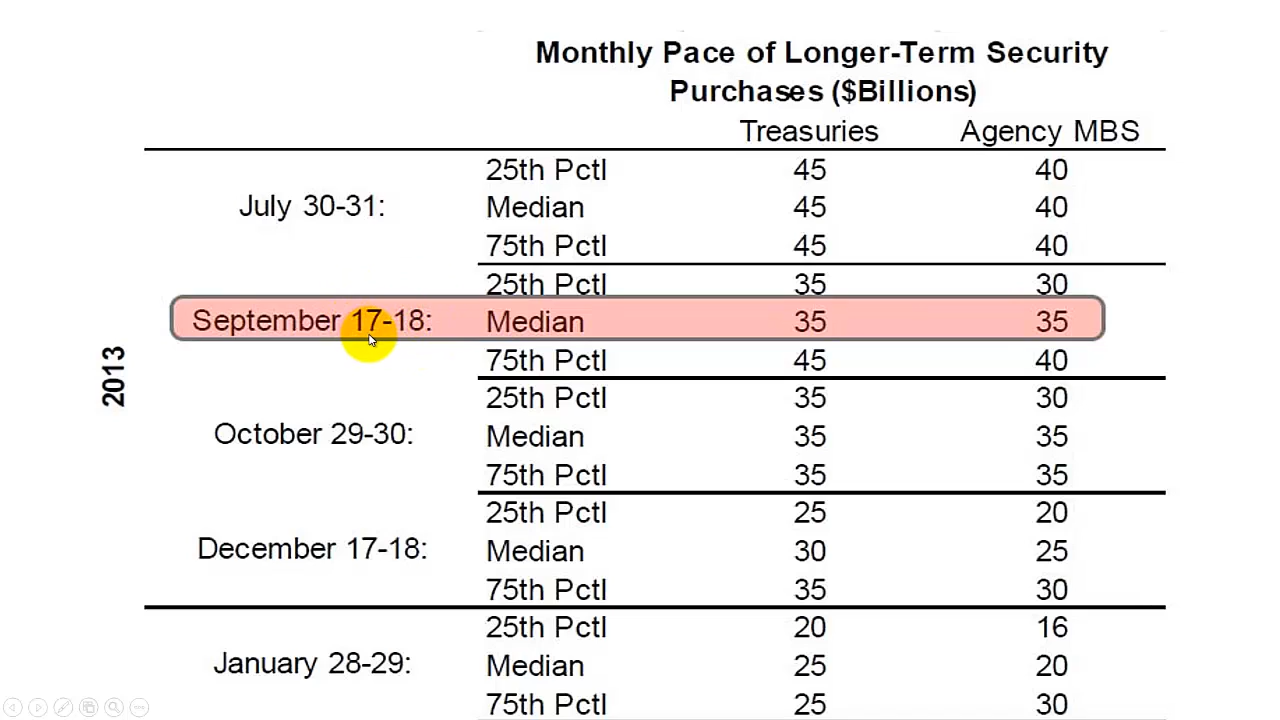 Monthly Pace of Longer-Term Security
Purchases ($Billions)
Treasuries Agency MBS
2013
July 30-31:
25th Pctl 45 40
Median 45 40
75th Pctl 45 40
September 17-18:
25th Pctl 35 30
Median 35 35
75th Pctl 45 40
October 29-30:
25th Pctl 35 30
Median 35 35
75th Pctl 35 35
December 17-18:
25th Pctl 25 20
Median 30 25
75th Pctl 35 30
January 28-29:
25th Pctl 20 16
Median 25 20
75th Pctl 25 30